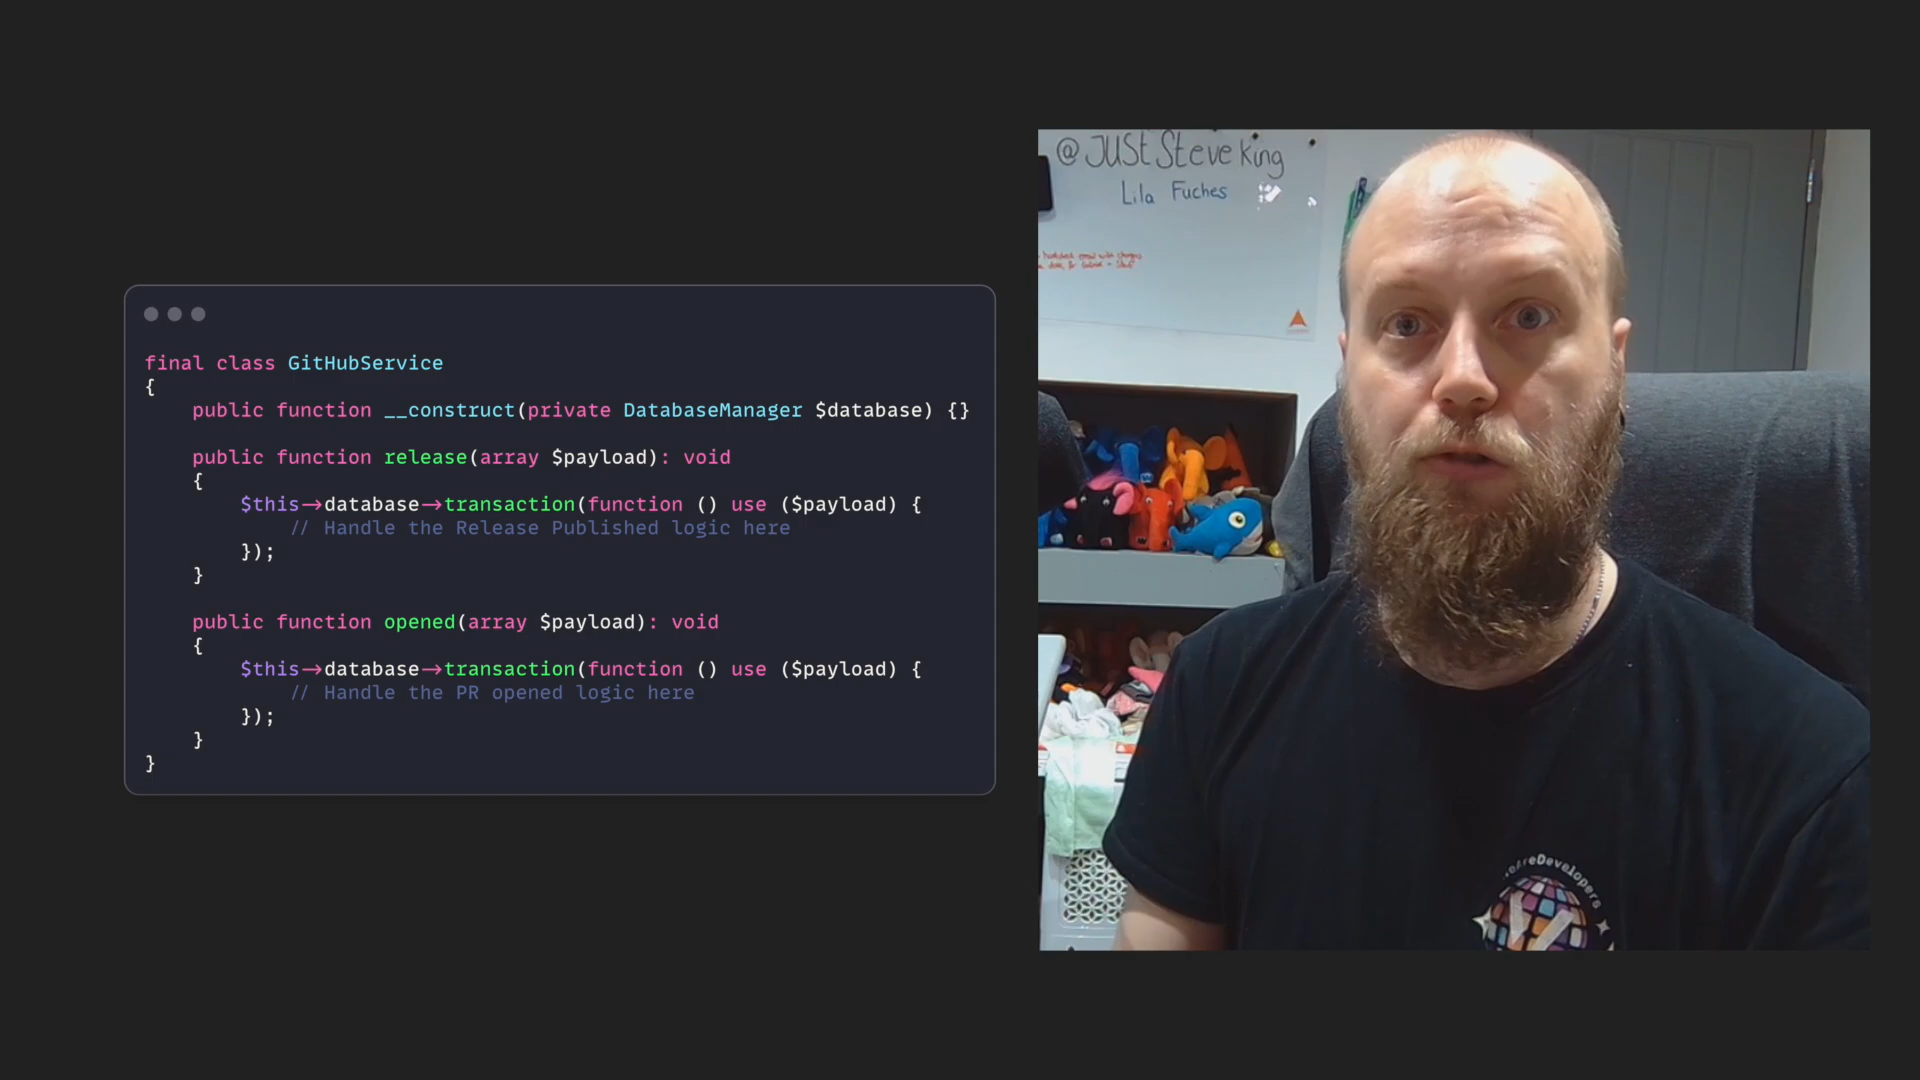 final class GitHubService
{
    public function __construct(private DatabaseManager $database) {}
    public function release(array $payload): void
    {
        $this->database->transaction(function () use ($payload) {
            // Handle the Release Published logic here
        });
    }
    public function opened(array $payload): void
    {
        $this->database->transaction(function () use ($payload) {
            // Handle the PR opened logic here
        });
    }
}
@JUSTSteveKing
Lila Fuches